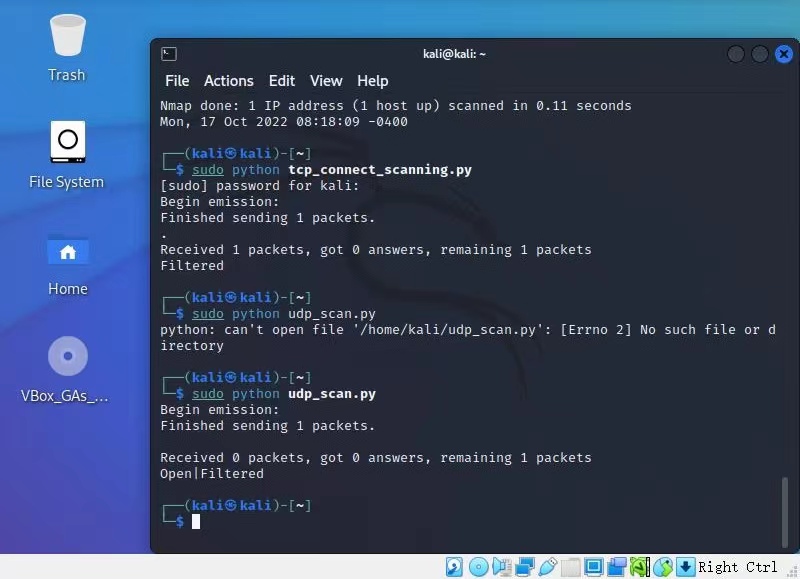 Trash
File System
Home
VBox_GAs_...
kali@kali: ~
File Actions Edit View Help
Nmap done: 1 IP address (1 host up) scanned in 0.11 seconds
Mon, 17 Oct 2022 08:18:09 -0400
┌──(kali㉿kali)-[~]
└─$ sudo python tcp_connect_scanning.py
[sudo] password for kali:
Begin emission:
Finished sending 1 packets.
.
Received 1 packets, got 0 answers, remaining 1 packets
Filtered
┌──(kali㉿kali)-[~]
└─$ sudo python udp_scan.py
python: can't open file '/home/kali/udp_scan.py': [Errno 2] No such file or d
irectory
┌──(kali㉿kali)-[~]
└─$ sudo python udp_scan.py
Begin emission:
Finished sending 1 packets.
Received 0 packets, got 0 answers, remaining 1 packets
Open|Filtered
┌──(kali㉿kali)-[~]
└─$
Right Ctrl